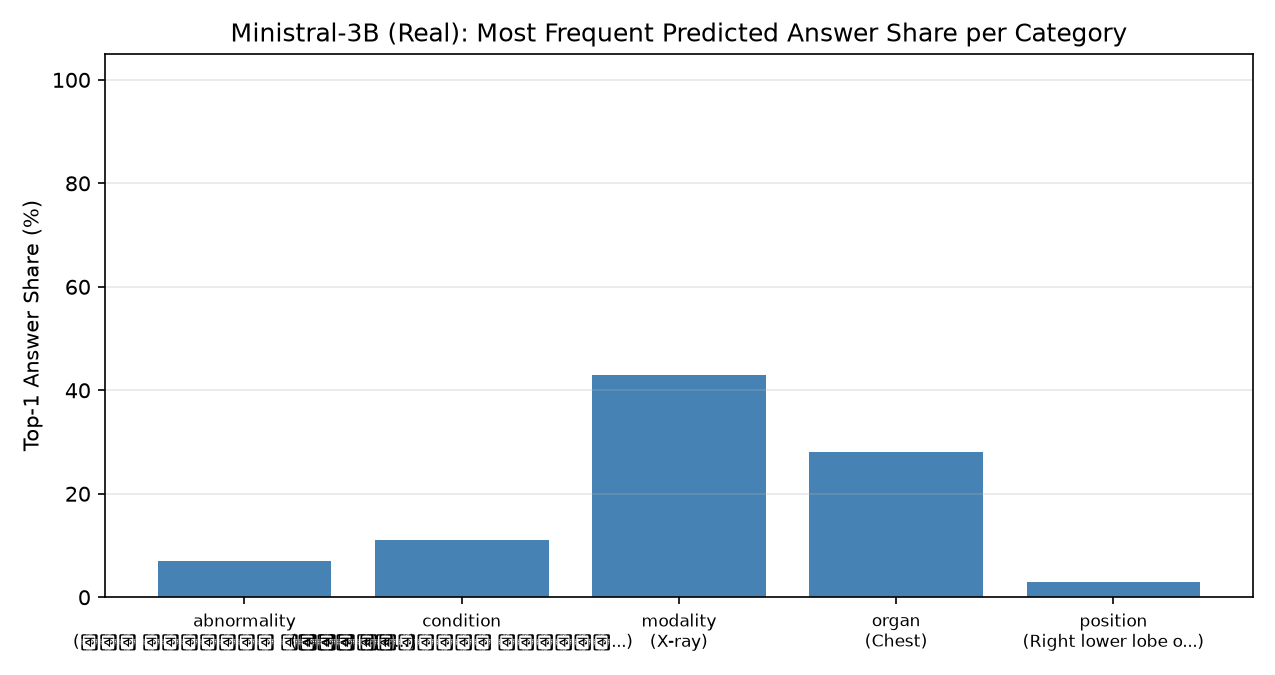 Ministral-3B (Real): Most Frequent Predicted Answer Share per Category
Top-1 Answer Share (%)
100
80
60
40
20
0
abnormality condition modality organ position
(X-ray) (Chest) (Right lower lobe o...)